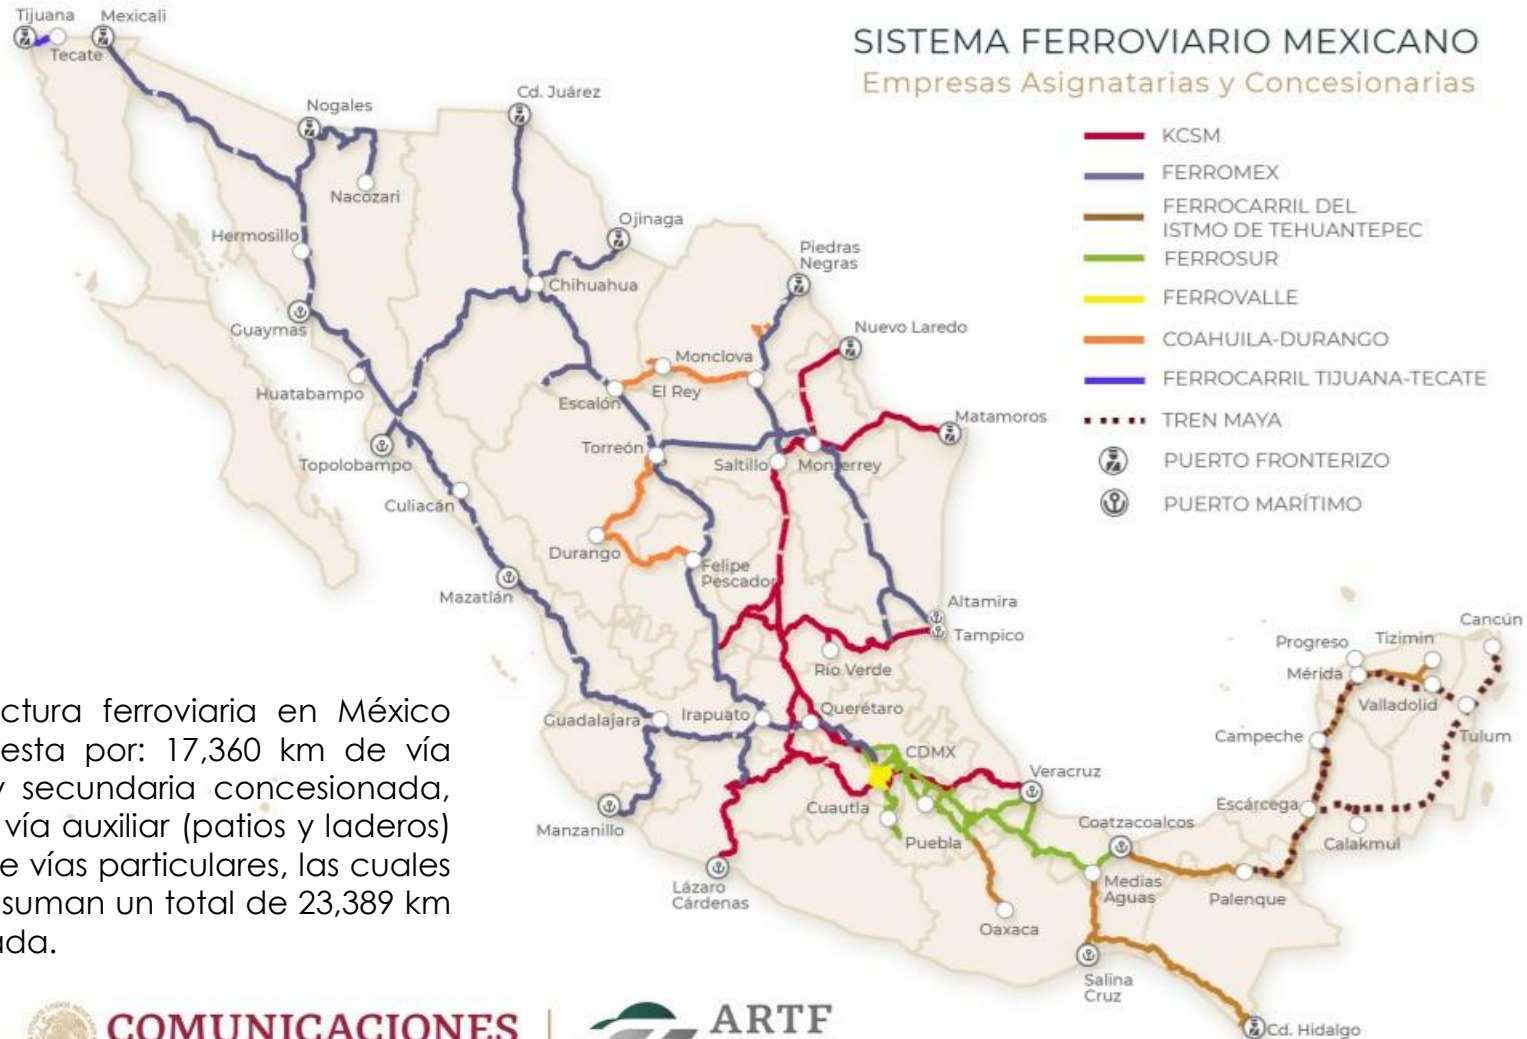 SISTEMA FERROVIARIO MEXICANO
Empresas Asignatarias y Concesionarias
KCSM
FERROMEX
FERROCARRIL DEL
ISTMO DE TEHUANTEPEC
FERROSUR
FERROVALLE
COAHUILA-DURANGO
FERROCARRIL TIJUANA-TECATE
TREN MAYA
PUERTO FRONTERIZO
PUERTO MARÍTIMO
Tijuana
Mexicali
Tecate
Nogales
Cd. Juárez
Nacozari
Hermosillo
Ojinaga
Piedras
Negras
Chihuahua
Guaymas
Nuevo Laredo
Monclova
Huatabampo
El Rey
Escalón
Matamoros
Torreón
Saltillo
Monterrey
Topolobampo
Culiacán
Durango
Felipe
Pescador
Mazatlán
Altamira
Tampico
Río Verde
Cancún
Progreso
Tizimin
Mérida
Valladolid
Guadalajara
Irapuato
Querétaro
Campeche
Tulum
CDMX
Veracruz
Manzanillo
Cuautla
Escárcega
Coatzacoalcos
Puebla
Calakmul
Lázaro
Cárdenas
Medias
Aguas
Palenque
Oaxaca
Salina
Cruz
Cd. Hidalgo
ctura ferroviaria en México
esta por: 17,360 km de vía
y secundaria concesionada,
vía auxiliar (patios y laderos)
e vías particulares, las cuales
suman un total de 23,389 km
ada.
COMUNICACIONES
ARTF